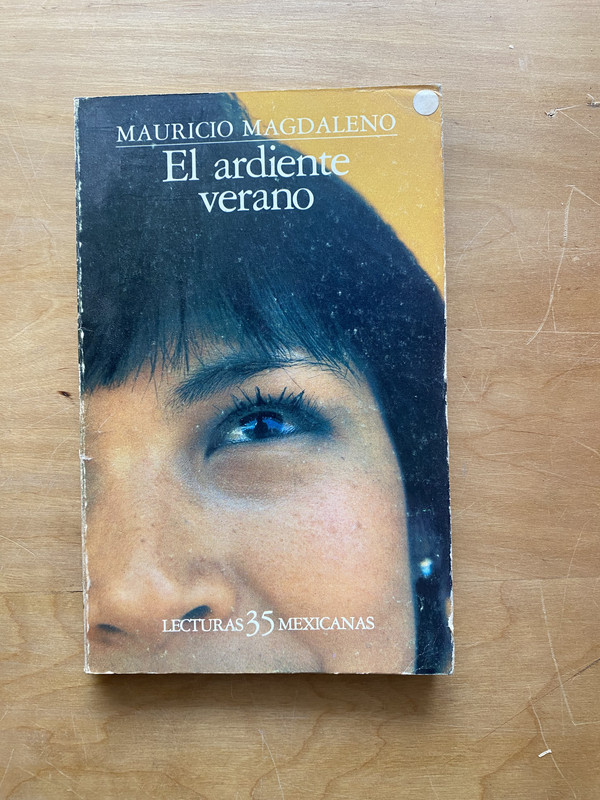 MAURICIO MAGDALENO
El ardiente
verano
LECTURAS 35 MEXICANAS